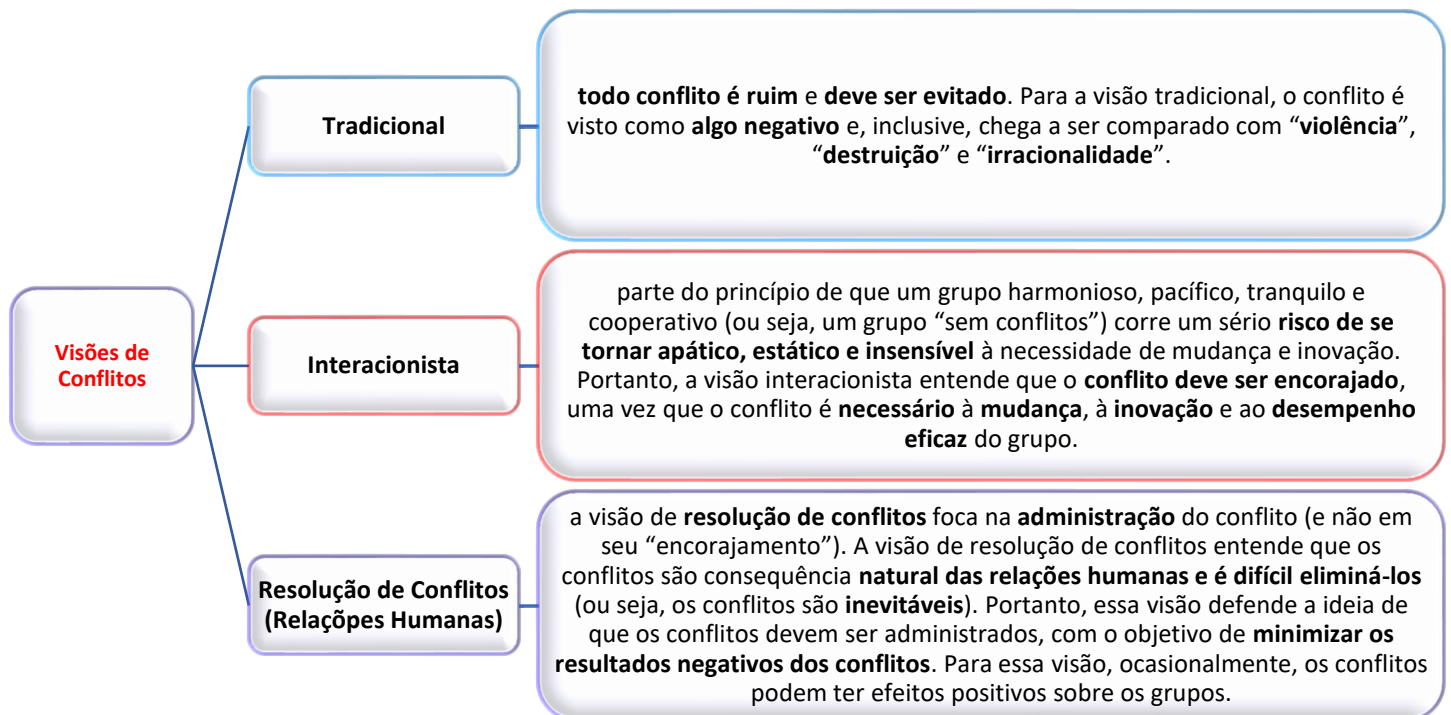 Visões de
Conflitos
Tradicional
todo conflito é ruim e deve ser evitado. Para a visão tradicional, o conflito é
visto como algo negativo e, inclusive, chega a ser comparado com “violência”,
“destruição” e “irracionalidade”.
Interacionista
parte do princípio de que um grupo harmonioso, pacífico, tranquilo e
cooperativo (ou seja, um grupo “sem conflitos”) corre um sério risco de se
tornar apático, estático e insensível à necessidade de mudança e inovação.
Portanto, a visão interacionista entende que o conflito deve ser encorajado,
uma vez que o conflito é necessário à mudança, à inovação e ao desempenho
eficaz do grupo.
Resolução de Conflitos
(Relaçõpes Humanas)
a visão de resolução de conflitos foca na administração do conflito (e não em
seu “encorajamento”). A visão de resolução de conflitos entende que os
conflitos são consequência natural das relações humanas e é difícil eliminá-los
(ou seja, os conflitos são inevitáveis). Portanto, essa visão defende a ideia de
que os conflitos devem ser administrados, com o objetivo de minimizar os
resultados negativos dos conflitos. Para essa visão, ocasionalmente, os conflitos
podem ter efeitos positivos sobre os grupos.